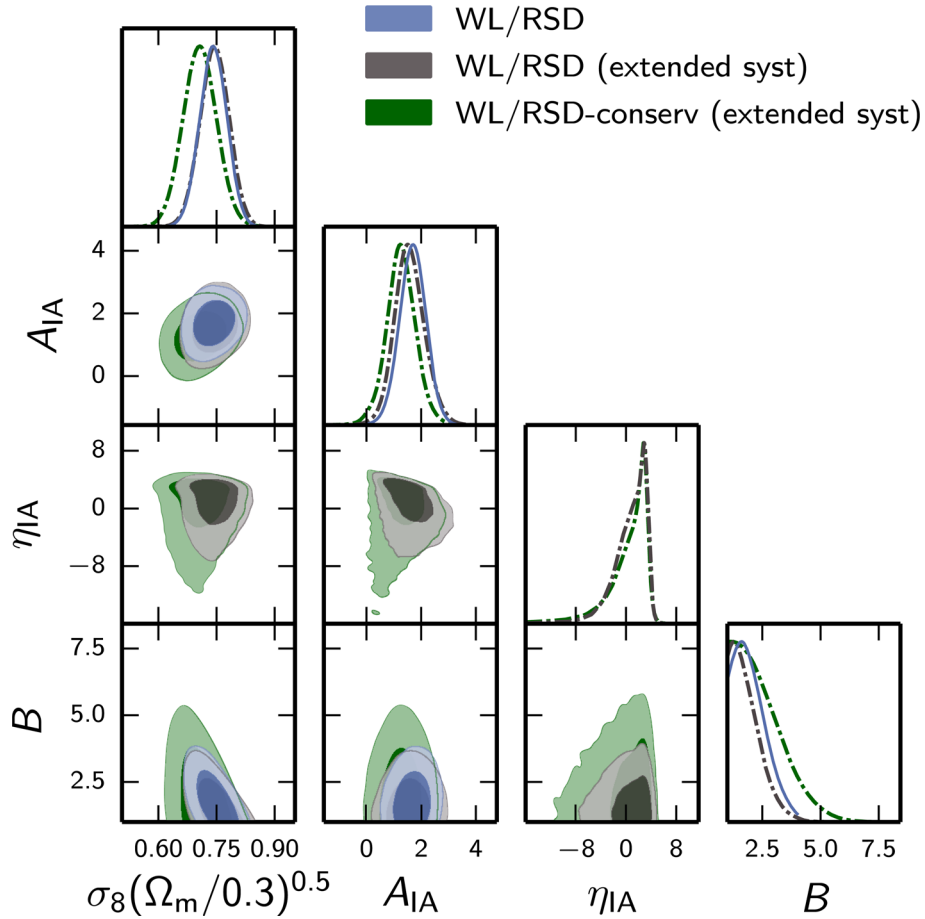 WL/RSD
WL/RSD (extended syst)
WL/RSD-conserv (extended syst)
4
2
0
A_IA
8
0
−8
η_IA
7.5
5.0
2.5
B
0.60 0.75 0.90
0 2 4
−8 0 8
2.5 5.0 7.5
σ₈(Ωₘ/0.3)^0.5
A_IA
η_IA
B